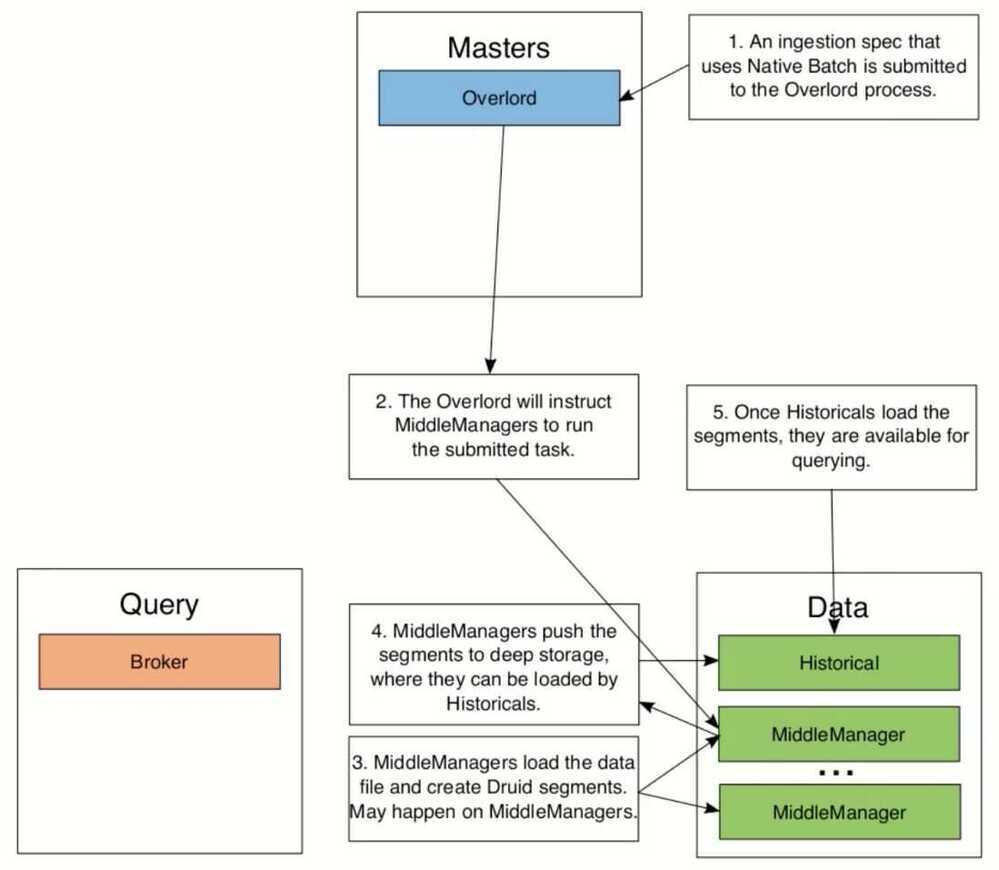 Masters
Overlord
1. An ingestion spec that
uses Native Batch is submitted
to the Overlord process.
2. The Overlord will instruct
MiddleManagers to run
the submitted task.
5. Once Historicals load the
segments, they are available for
querying.
Query
Broker
4. MiddleManagers push the
segments to deep storage,
where they can be loaded by
Historicals.
3. MiddleManagers load the data
file and create Druid segments.
May happen on MiddleManagers.
Data
Historical
MiddleManager
...
MiddleManager